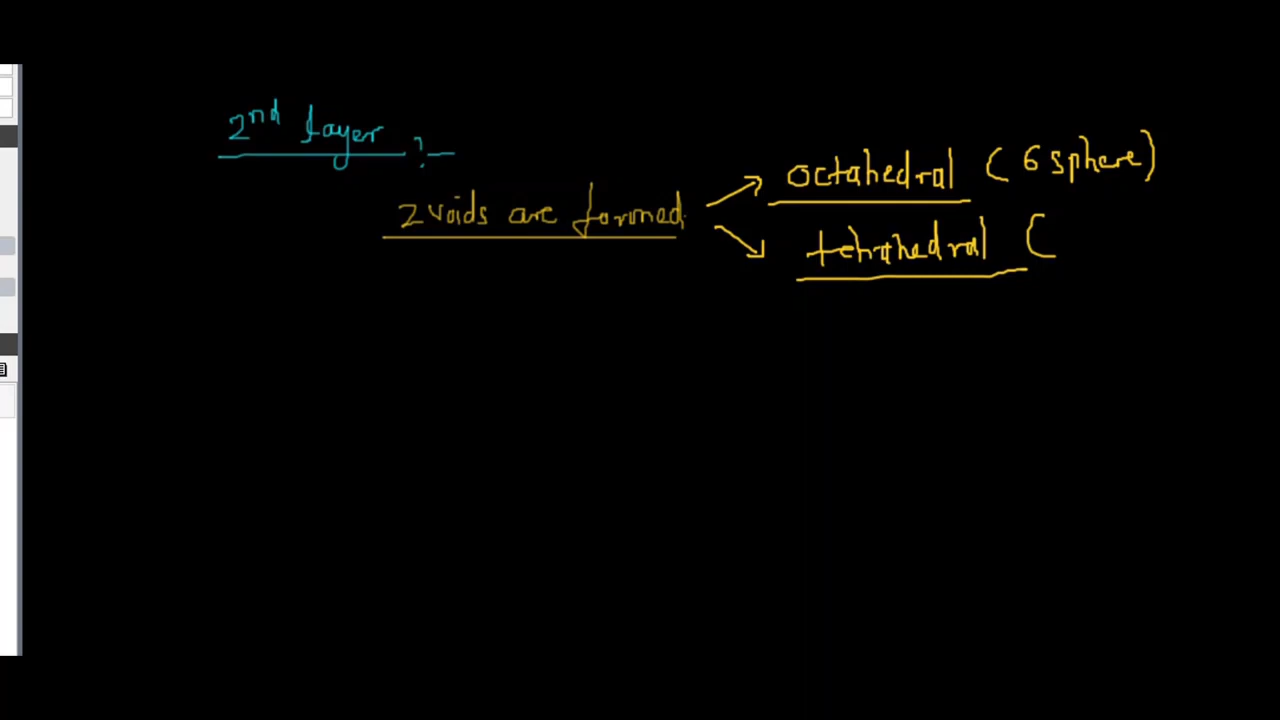 2nd layer :-
2 voids are formed
octahedral (6 sphere)
tetrahedral (